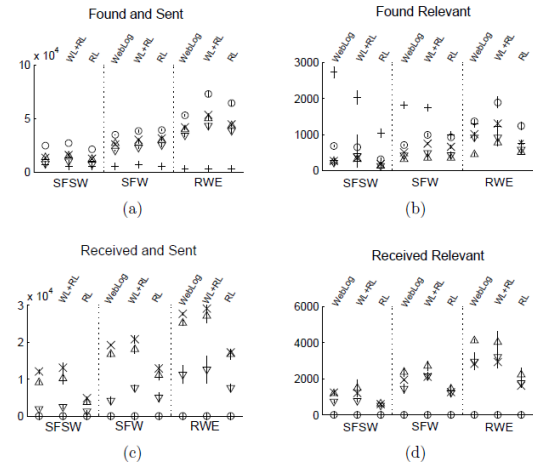 Found and Sent
x 10^4
WebLog
WL+RL
RL
WebLog
WL+RL
RL
WebLog
WL+RL
RL
10
5
0
SFSW
SFW
RWE
(a)
Found Relevant
WebLog
WL+RL
RL
WebLog
WL+RL
RL
WebLog
WL+RL
RL
3000
2000
1000
0
SFSW
SFW
RWE
(b)
Received and Sent
x 10^4
WebLog
WL+RL
RL
WebLog
WL+RL
RL
WebLog
WL+RL
RL
3
2
1
0
SFSW
SFW
RWE
(c)
Received Relevant
WebLog
WL+RL
RL
WebLog
WL+RL
RL
WebLog
WL+RL
RL
6000
4000
2000
0
SFSW
SFW
RWE
(d)